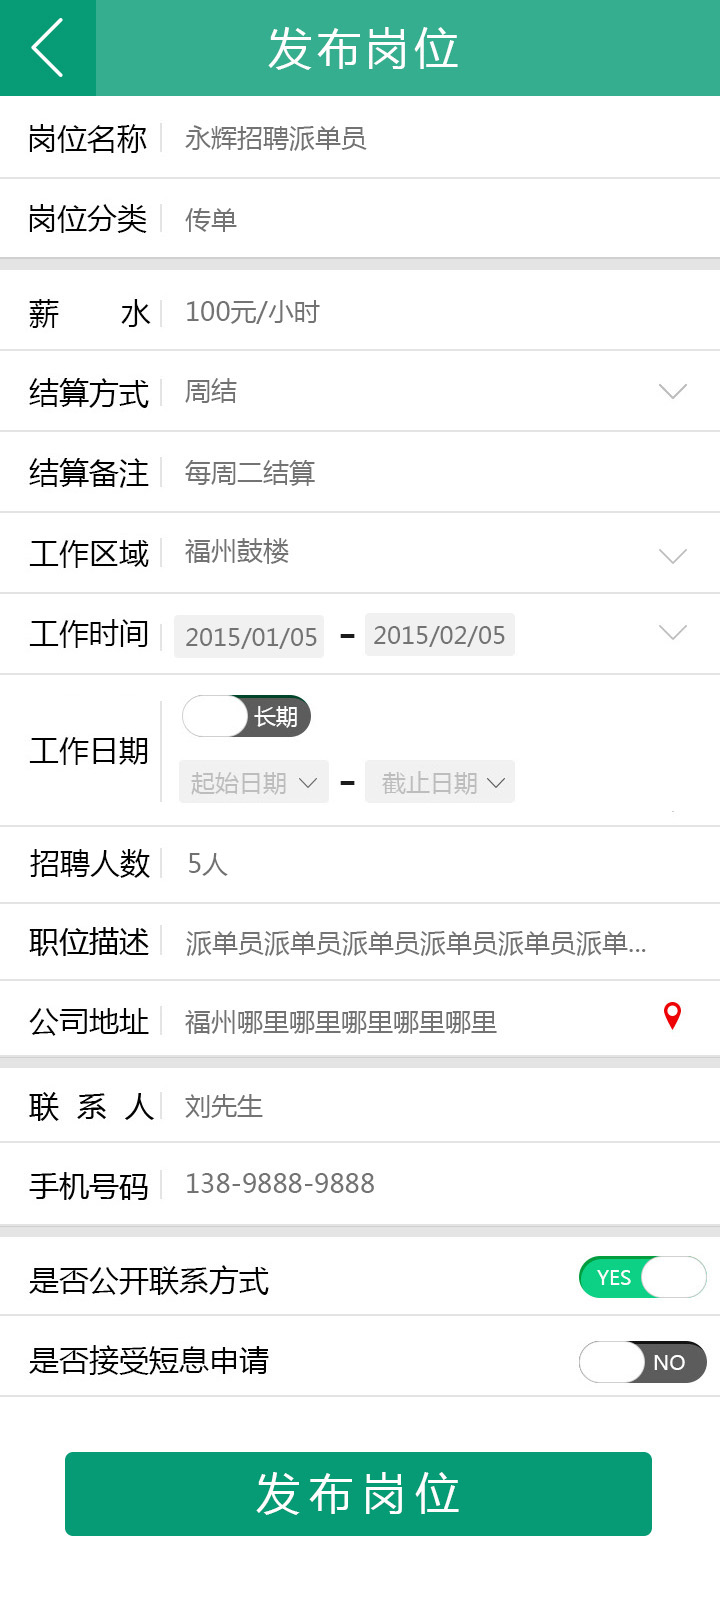 发布岗位
岗位名称 永辉招聘派单员
岗位分类 传单
薪 水 100元/小时
结算方式 周结
结算备注 每周二结算
工作区域 福州鼓楼
工作时间 2015/01/05 - 2015/02/05
长期
工作日期
起始日期 - 截止日期
招聘人数 5人
职位描述 派单员派单员派单员派单员派单员派单...
公司地址 福州哪里哪里哪里哪里哪里
联 系 人 刘先生
手机号码 138-9888-9888
是否公开联系方式 YES
是否接受短息申请 NO
发布岗位